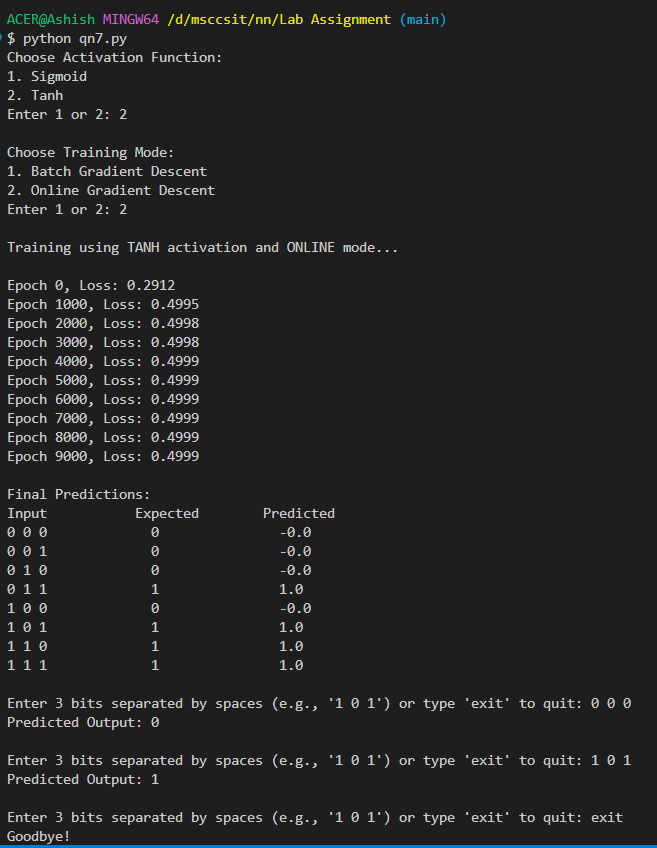 ACER@Ashish MINGW64 /d/msccsit/nn/Lab Assignment (main)
$ python qn7.py
Choose Activation Function:
1. Sigmoid
2. Tanh
Enter 1 or 2: 2
Choose Training Mode:
1. Batch Gradient Descent
2. Online Gradient Descent
Enter 1 or 2: 2
Training using TANH activation and ONLINE mode...
Epoch 0, Loss: 0.2912
Epoch 1000, Loss: 0.4995
Epoch 2000, Loss: 0.4998
Epoch 3000, Loss: 0.4998
Epoch 4000, Loss: 0.4999
Epoch 5000, Loss: 0.4999
Epoch 6000, Loss: 0.4999
Epoch 7000, Loss: 0.4999
Epoch 8000, Loss: 0.4999
Epoch 9000, Loss: 0.4999
Final Predictions:
Input           Expected        Predicted
0 0 0             0               -0.0
0 0 1             0               -0.0
0 1 0             0               -0.0
0 1 1             1               1.0
1 0 0             0               -0.0
1 0 1             1               1.0
1 1 0             1               1.0
1 1 1             1               1.0
Enter 3 bits separated by spaces (e.g., '1 0 1') or type 'exit' to quit: 0 0 0
Predicted Output: 0
Enter 3 bits separated by spaces (e.g., '1 0 1') or type 'exit' to quit: 1 0 1
Predicted Output: 1
Enter 3 bits separated by spaces (e.g., '1 0 1') or type 'exit' to quit: exit
Goodbye!